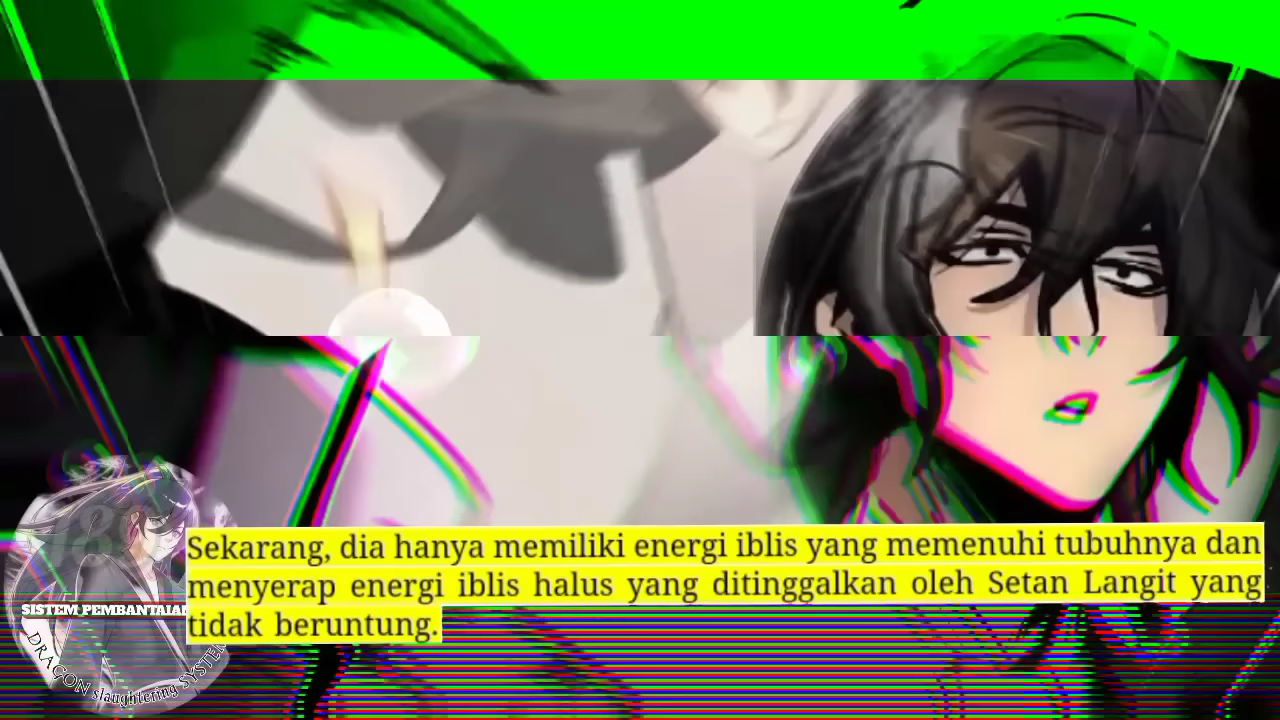 Sekarang, dia hanya memiliki energi iblis yang memenuhi tubuhnya dan
menyerap energi iblis halus yang ditinggalkan oleh Setan Langit yang
tidak beruntung.
SISTEM PEMBANTAIAN
DRAGON slaughtering SYSTEM